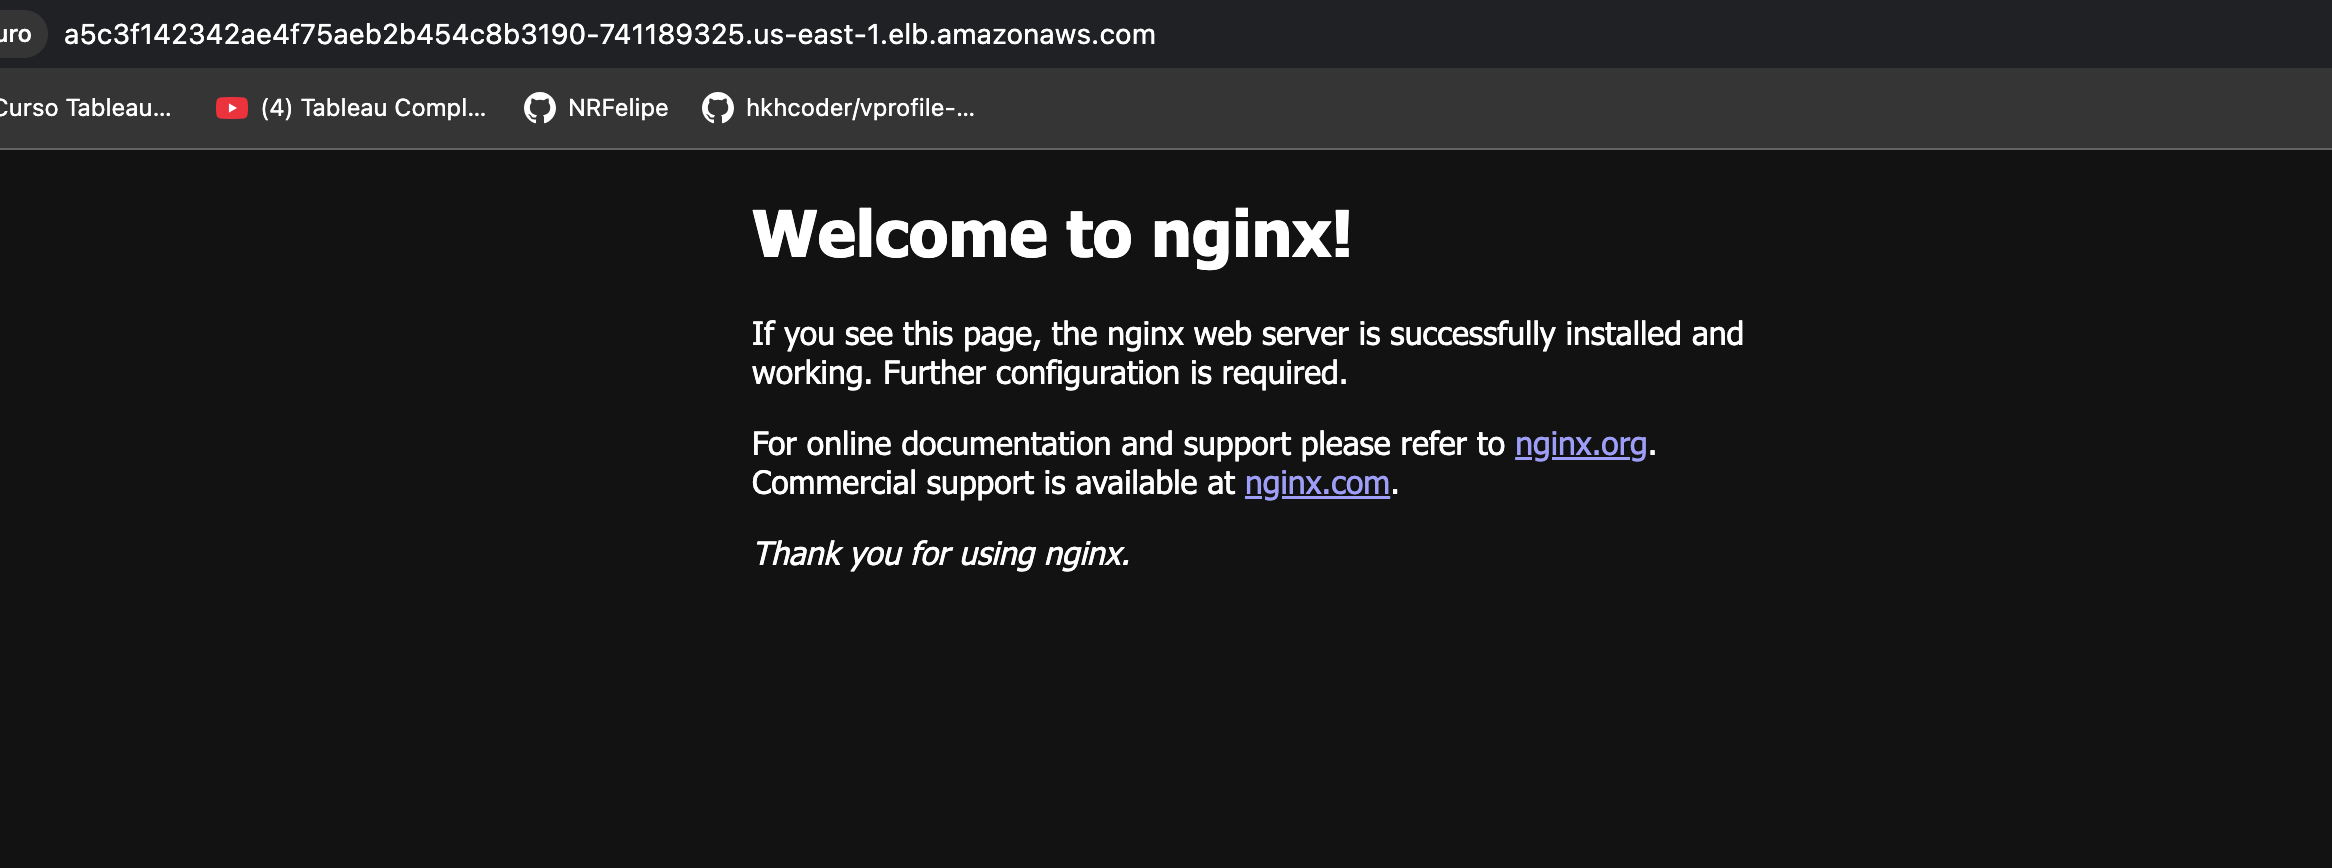 uro a5c3f142342ae4f75aeb2b454c8b3190-741189325.us-east-1.elb.amazonaws.com
Curso Tableau... (4) Tableau Compl... NRFelipe hkhcoder/vprofile-...
Welcome to nginx!
If you see this page, the nginx web server is successfully installed and
working. Further configuration is required.
For online documentation and support please refer to nginx.org.
Commercial support is available at nginx.com.
Thank you for using nginx.